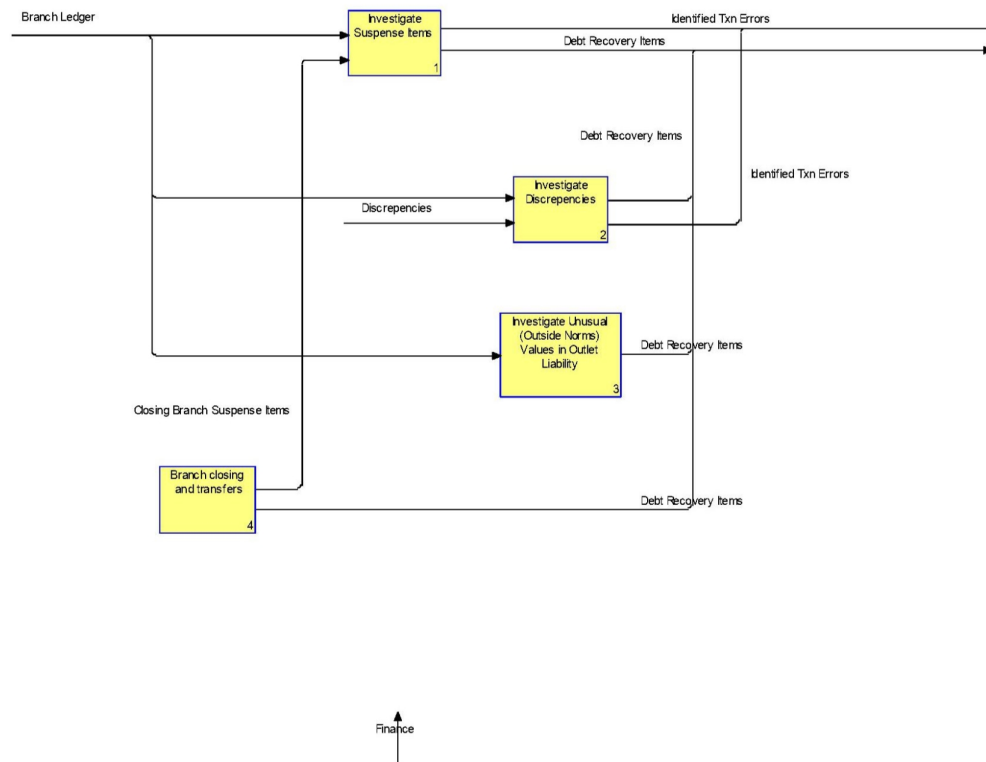 Branch Ledger
Investigate
Suspense Items
1
Identified Txn Errors
Debt Recovery Items
Debt Recovery Items
Identified Txn Errors
Investigate
Discrepencies
2
Discrepencies
Investigate Unusual
(Outside Norms)
Values in Outlet
Liability
3
Debt Recovery Items
Closing Branch Suspense Items
Branch closing
and transfers
4
Debt Recovery Items
Finance